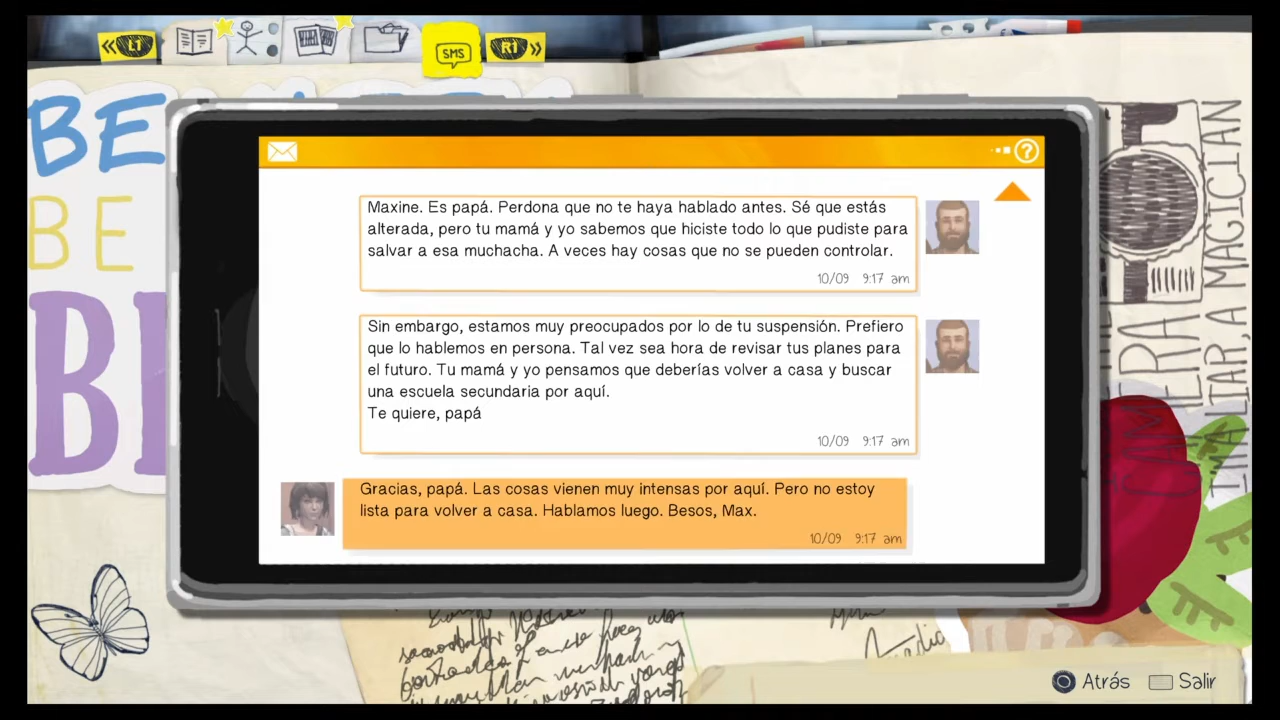 L1
SMS
R1
BE
BE
Maxine. Es papá. Perdona que no te haya hablado antes. Sé que estás
alterada, pero tu mamá y yo sabemos que hiciste todo lo que pudiste para
salvar a esa muchacha. A veces hay cosas que no se pueden controlar.
10/09 9:17 am
Sin embargo, estamos muy preocupados por lo de tu suspensión. Prefiero
que lo hablemos en persona. Tal vez sea hora de revisar tus planes para
el futuro. Tu mamá y yo pensamos que deberías volver a casa y buscar
una escuela secundaria por aquí.
Te quiere, papá
10/09 9:17 am
Gracias, papá. Las cosas vienen muy intensas por aquí. Pero no estoy
lista para volver a casa. Hablamos luego. Besos, Max.
10/09 9:17 am
CAMERA
A MAGICIAN
Atrás
Salir